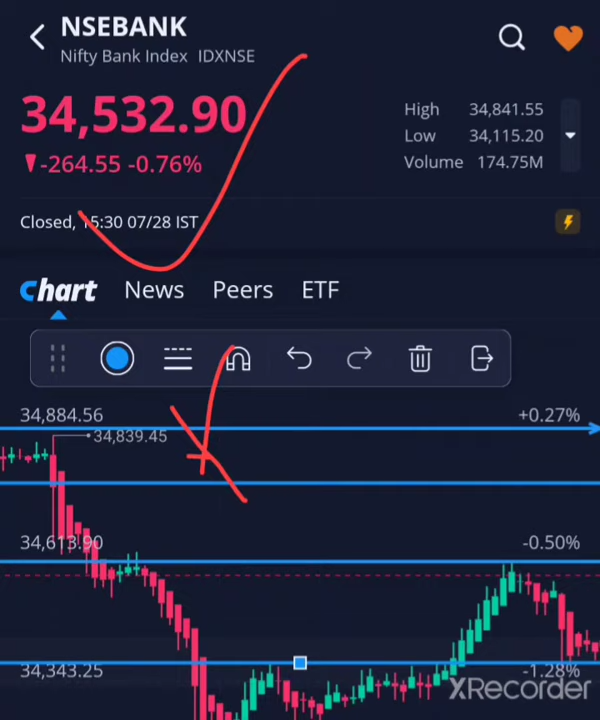 NSEBANK
Nifty Bank Index IDXNSE
34,532.90
-264.55 -0.76%
High 34,841.55
Low 34,115.20
Volume 174.75M
Closed, 15:30 07/28 IST
Chart News Peers ETF
34,884.56 +0.27%
34,839.45
34,613.90 -0.50%
34,343.25 -1.28%
XRecorder